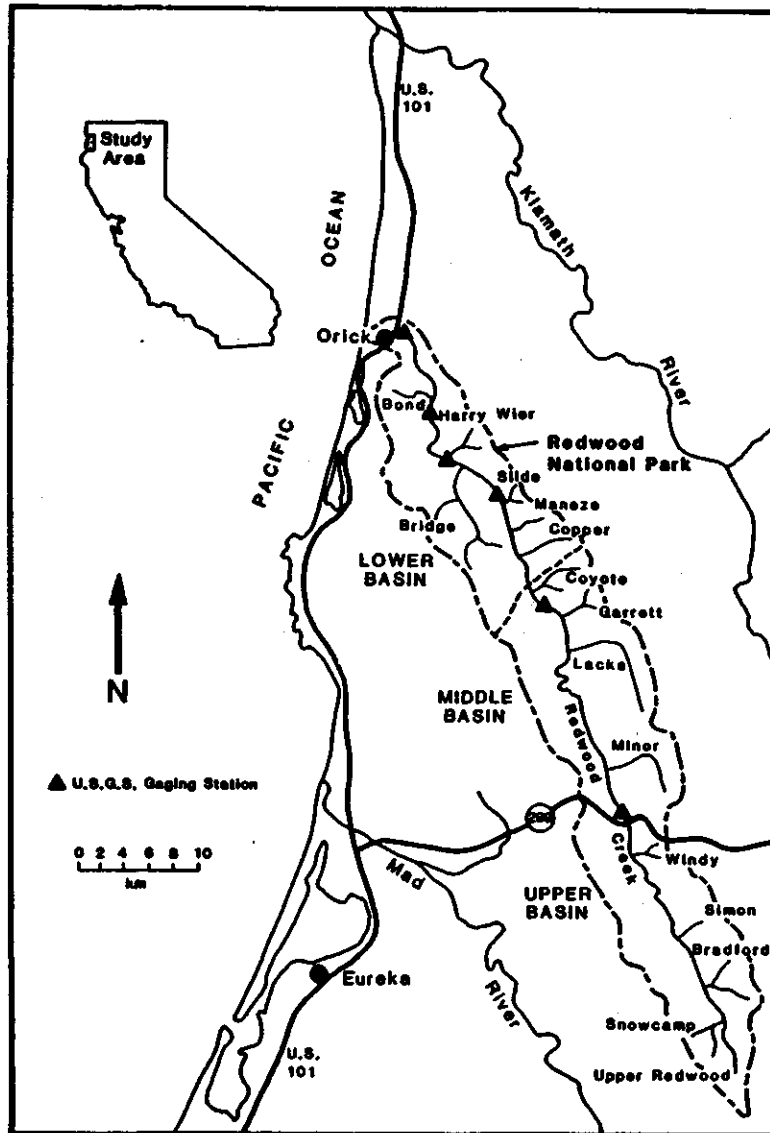 U.S.
101
Study
Area
Klamath
River
PACIFIC
OCEAN
Orick
Bond
Harry Wier
Redwood
National Park
Slide
Maneze
Bridge
Copper
LOWER
BASIN
Coyote
Garrett
Lacks
N
MIDDLE
BASIN
Redwood
Creek
Minor
U.S.G.S. Gaging Station
299
0 2 4 6 8 10
km
Windy
Mad
River
UPPER
BASIN
Simon
Bradford
Eureka
Snowcamp
U.S.
101
Upper Redwood